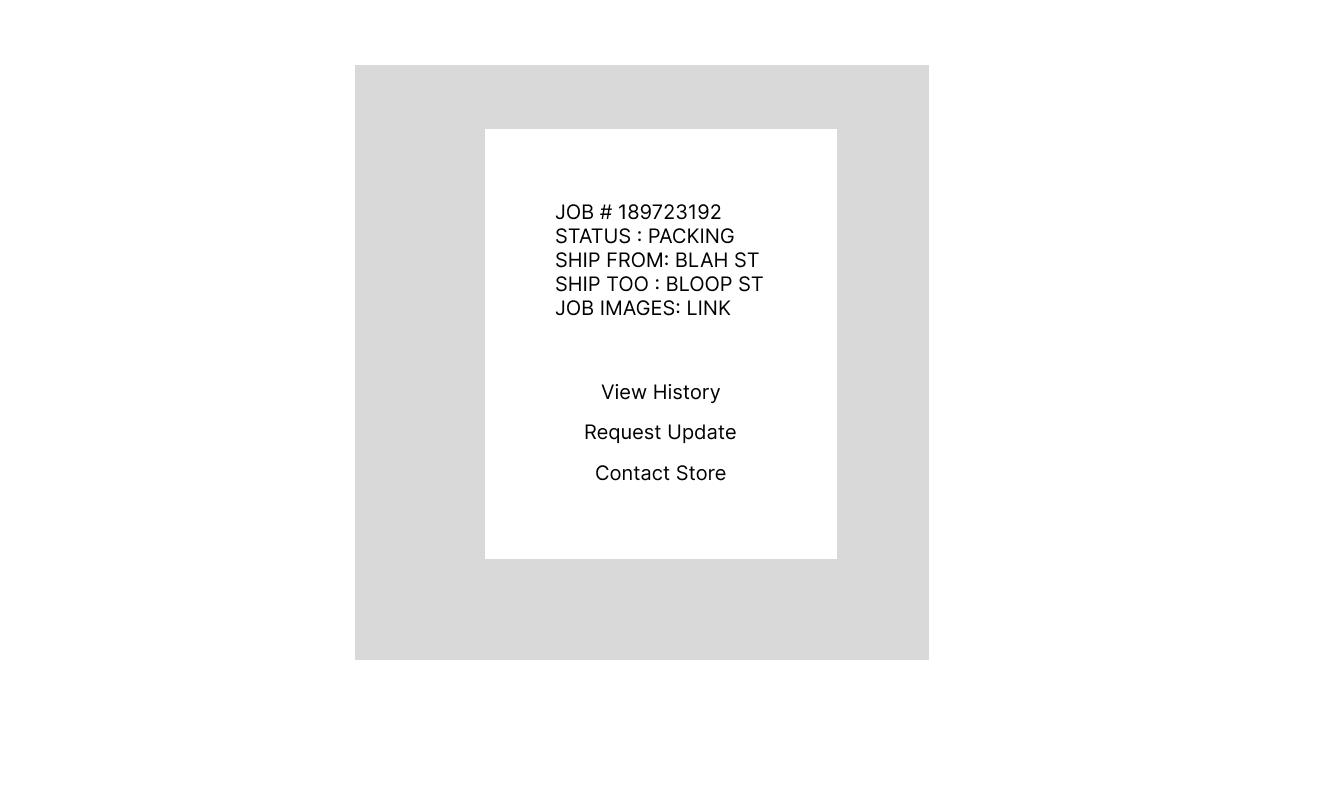 JOB # 189723192
STATUS : PACKING
SHIP FROM: BLAH ST
SHIP TOO : BLOOP ST
JOB IMAGES: LINK
View History
Request Update
Contact Store